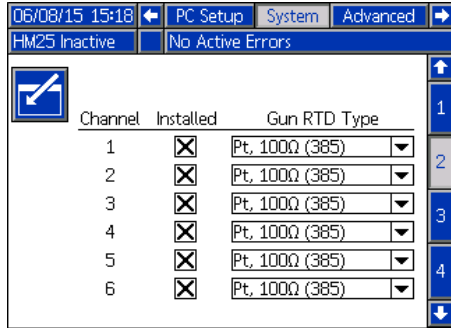 06/08/15 15:18 PC Setup System Advanced
HM25 Inactive No Active Errors
Channel Installed Gun RTD Type
1 Pt, 100Ω (385)
2 Pt, 100Ω (385)
3 Pt, 100Ω (385)
4 Pt, 100Ω (385)
5 Pt, 100Ω (385)
6 Pt, 100Ω (385)
1
2
3
4